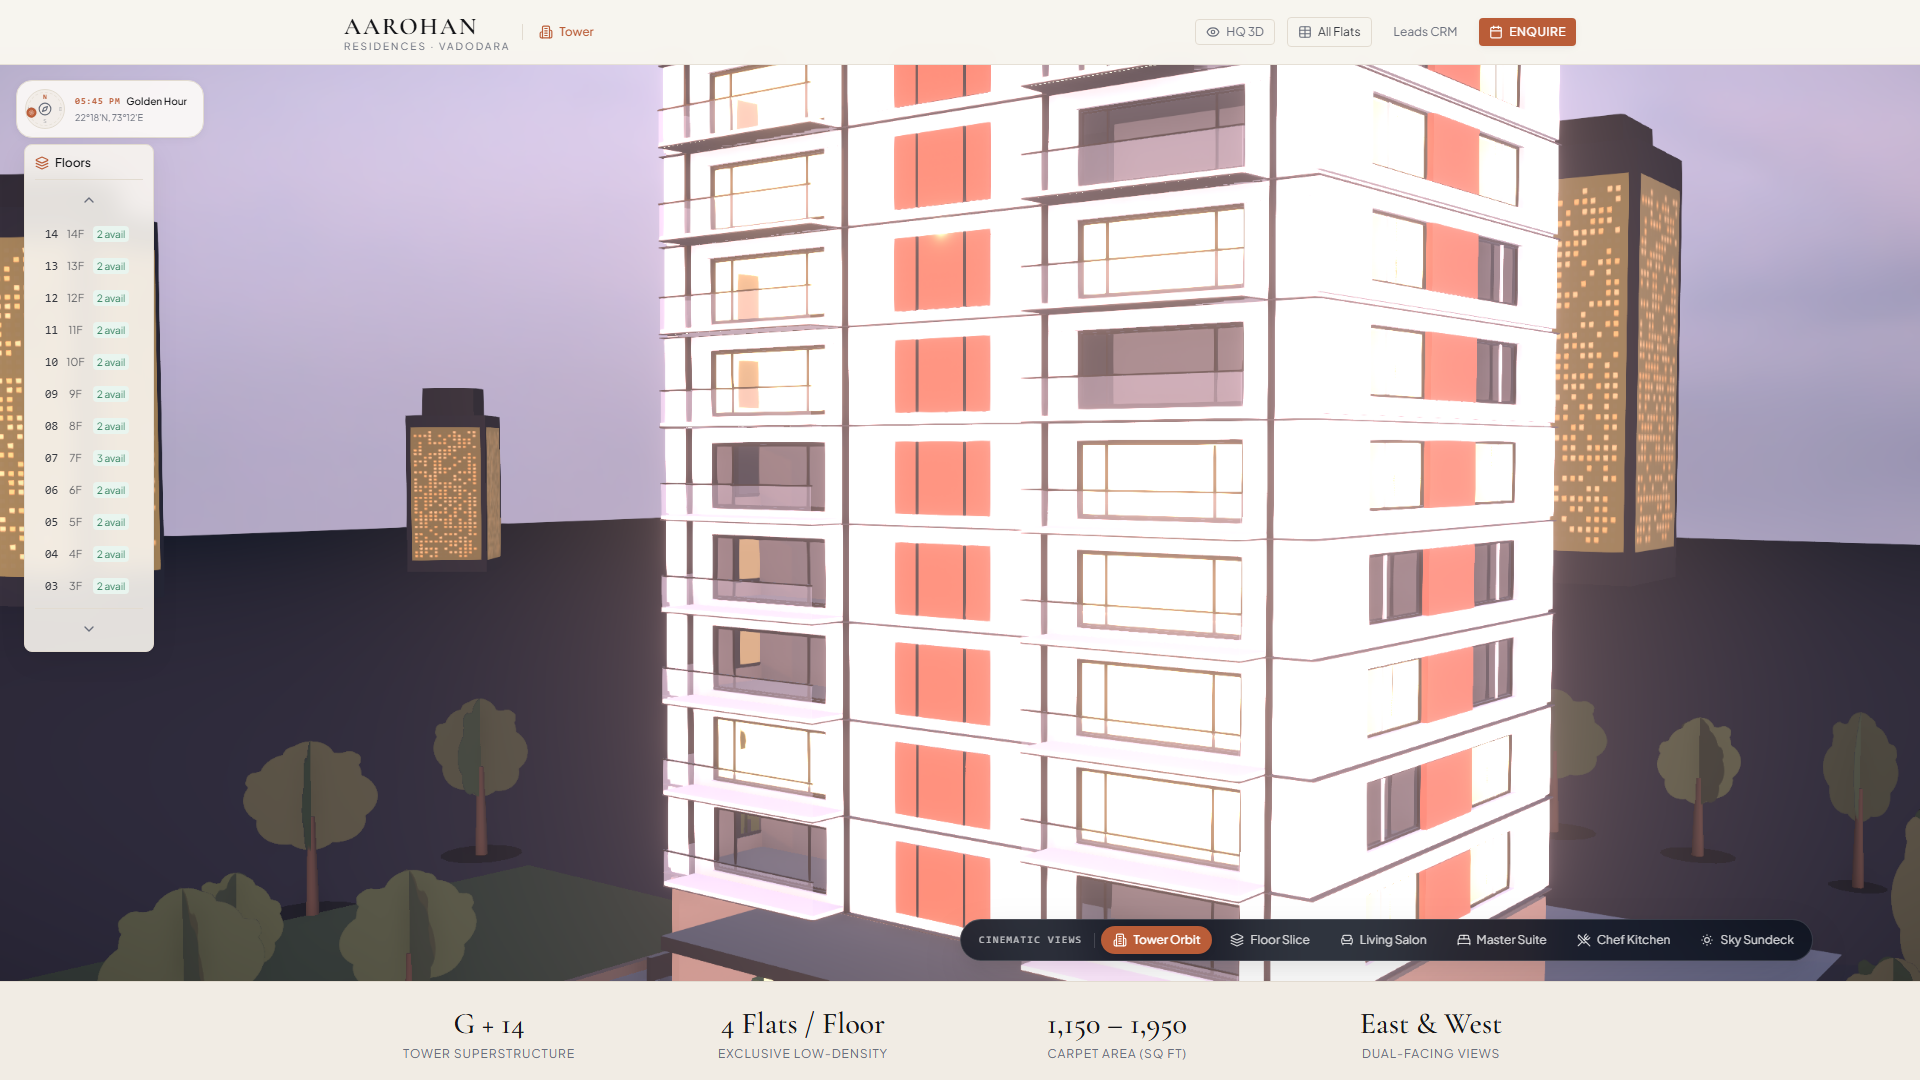 AAROHAN
RESIDENCES · VADODARA
Tower
HQ 3D
All Flats
Leads CRM
ENQUIRE
N
05:45 PM Golden Hour
22°18'N, 73°12'E
Floors
14 14F 2 avail
13 13F 2 avail
12 12F 2 avail
11 11F 2 avail
10 10F 2 avail
09 9F 2 avail
08 8F 2 avail
07 7F 3 avail
06 6F 2 avail
05 5F 2 avail
04 4F 2 avail
03 3F 2 avail
CINEMATIC VIEWS
Tower Orbit
Floor Slice
Living Salon
Master Suite
Chef Kitchen
Sky Sundeck
G + 14
TOWER SUPERSTRUCTURE
4 Flats / Floor
EXCLUSIVE LOW-DENSITY
1,150 – 1,950
CARPET AREA (SQ FT)
East & West
DUAL-FACING VIEWS